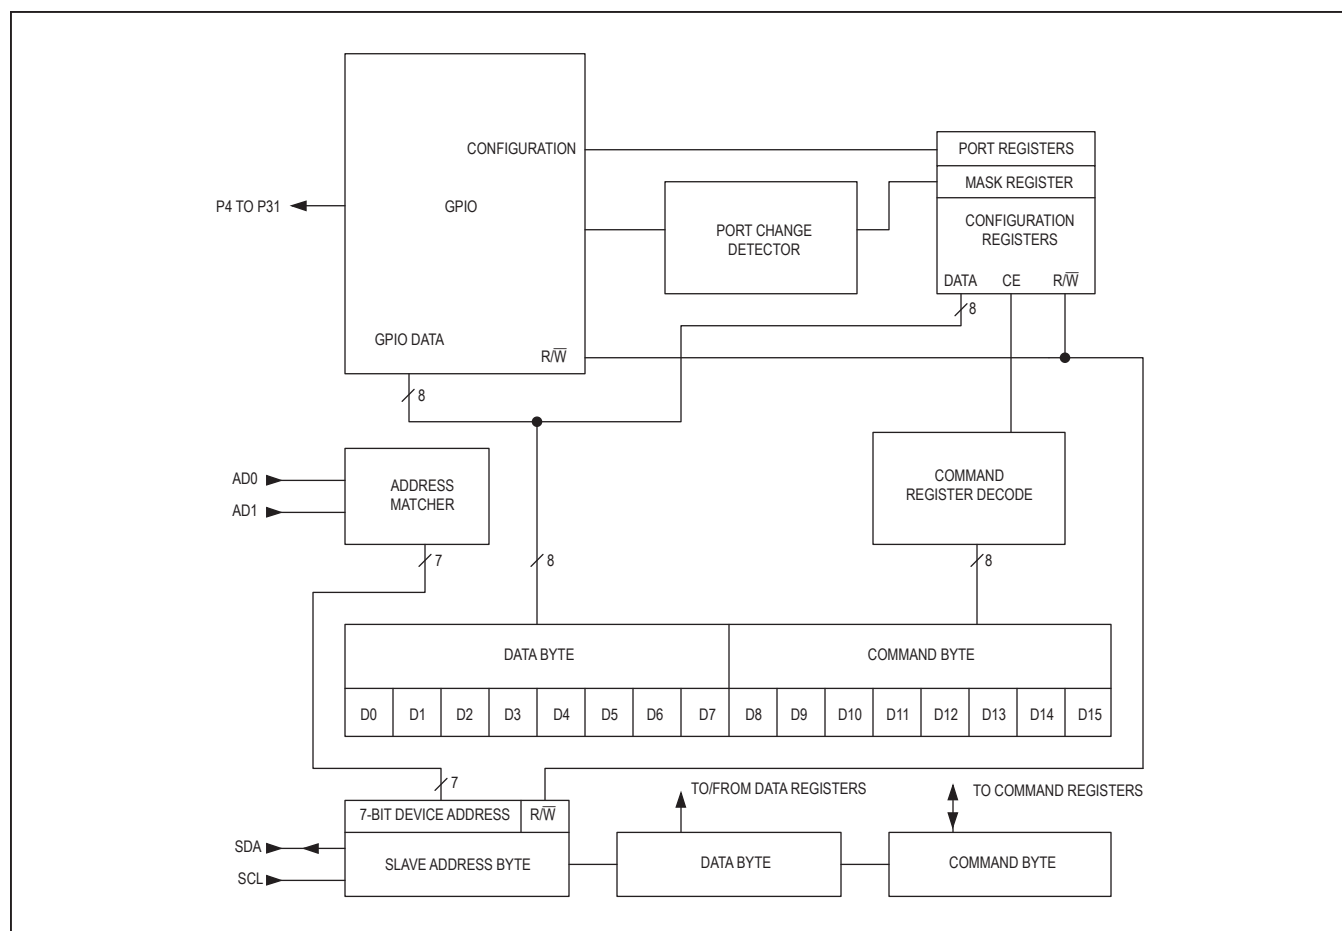 CONFIGURATION
PORT REGISTERS
MASK REGISTER
P4 TO P31
GPIO
PORT CHANGE
DETECTOR
CONFIGURATION
REGISTERS
DATA
CE
R/W̅
8
GPIO DATA
R/W̅
8
AD0
AD1
ADDRESS
MATCHER
COMMAND
REGISTER DECODE
7
8
8
DATA BYTE
COMMAND BYTE
D0 D1 D2 D3 D4 D5 D6 D7 D8 D9 D10 D11 D12 D13 D14 D15
7
TO/FROM DATA REGISTERS
TO COMMAND REGISTERS
7-BIT DEVICE ADDRESS
R/W̅
SDA
SCL
SLAVE ADDRESS BYTE
DATA BYTE
COMMAND BYTE